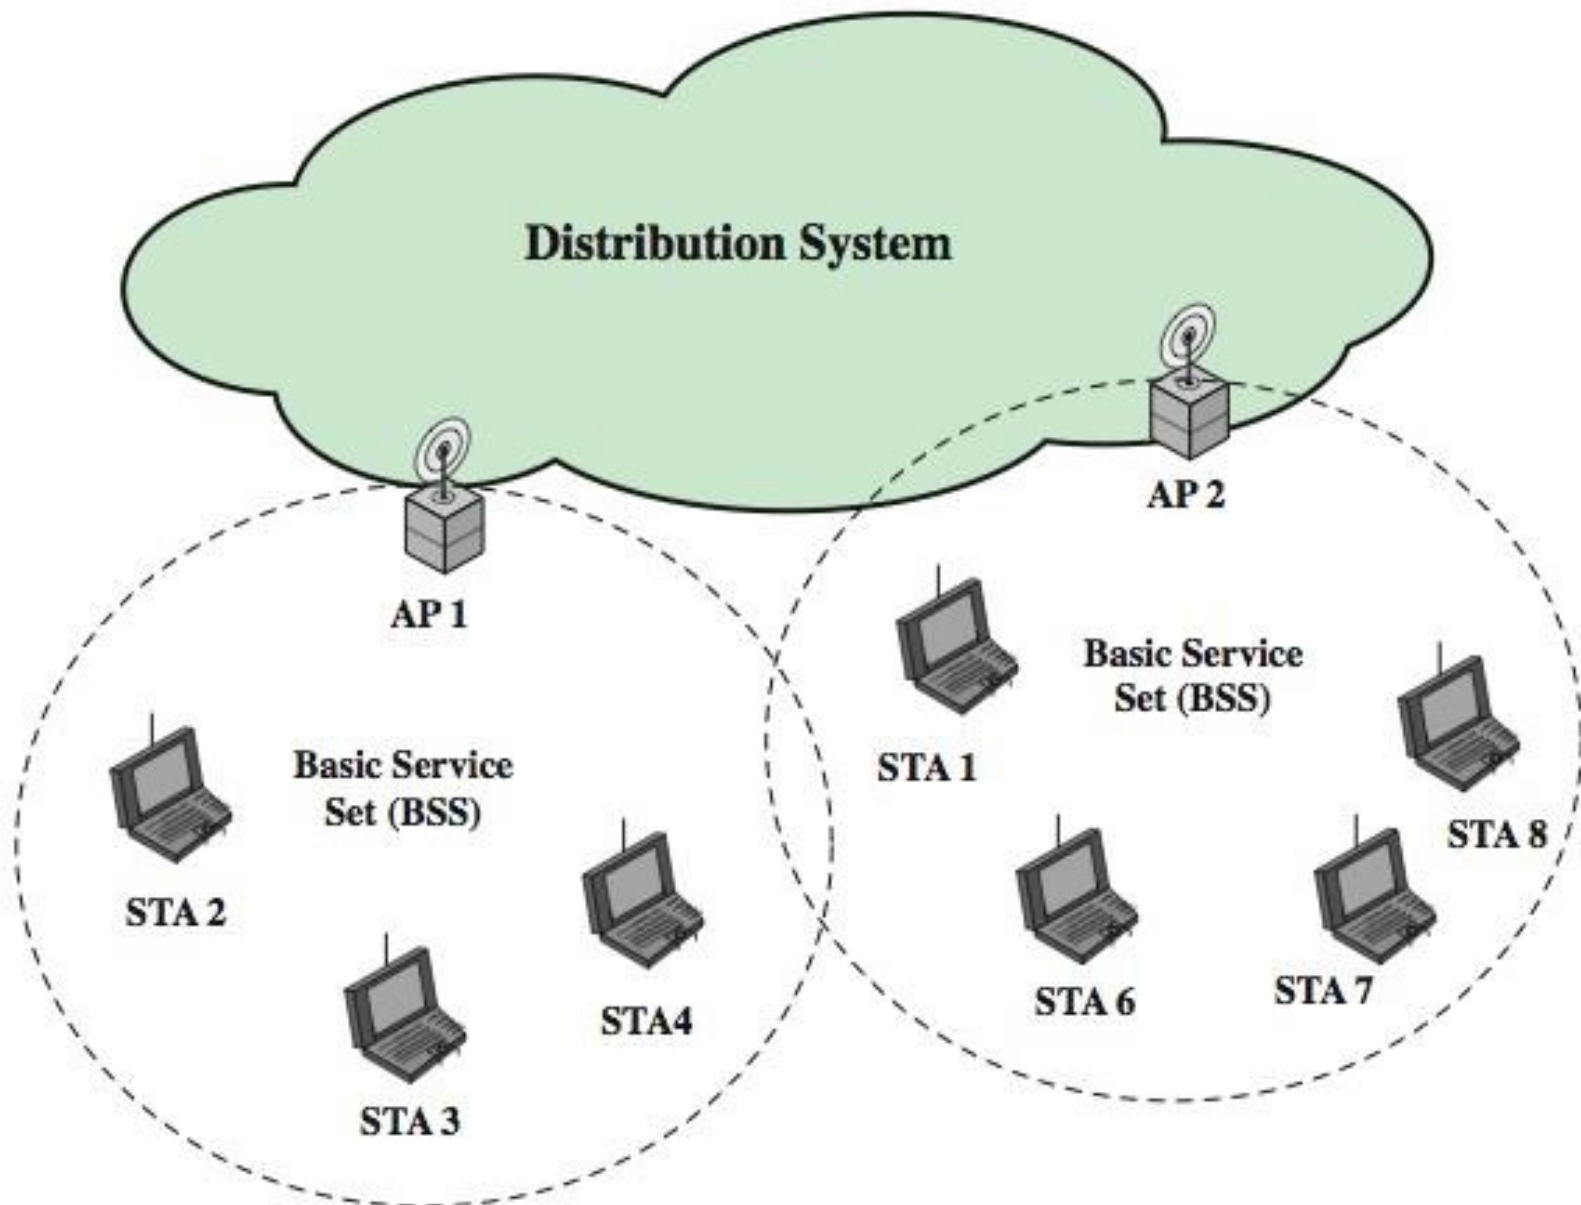 Distribution System
AP 2
AP 1
Basic Service
Set (BSS)
STA 1
STA 8
Basic Service
Set (BSS)
STA 2
STA 6
STA 7
STA4
STA 3